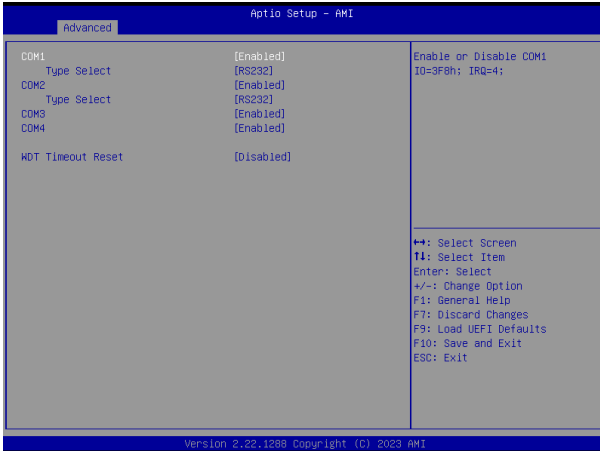 Aptio Setup – AMI
Advanced
COM1 [Enabled]
Type Select [RS232]
COM2 [Enabled]
Type Select [RS232]
COM3 [Enabled]
COM4 [Enabled]
WDT Timeout Reset [Disabled]
Enable or Disable COM1
IO=3F8h; IRQ=4;
↔: Select Screen
↑↓: Select Item
Enter: Select
+/-: Change Option
F1: General Help
F7: Discard Changes
F9: Load UEFI Defaults
F10: Save and Exit
ESC: Exit
Version 2.22.1288 Copyright (C) 2023 AMI